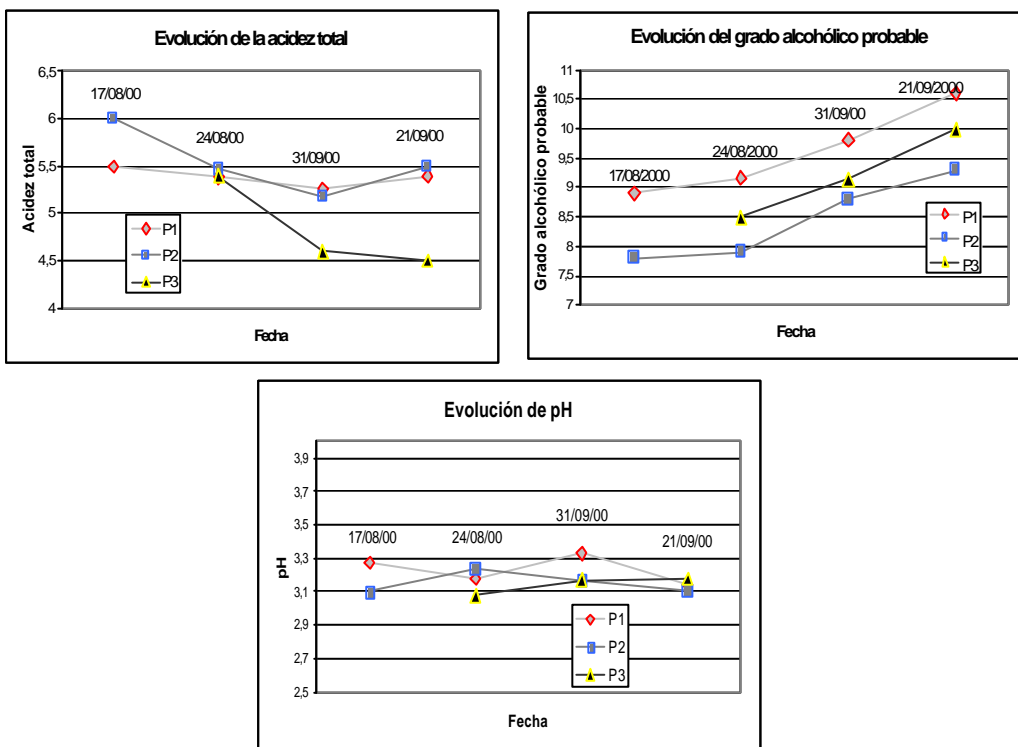 Evolución de la acidez total
6,5
6
5,5
5
4,5
4
Acidez total
17/08/00
24/08/00
31/09/00
21/09/00
P1
P2
P3
Fecha
Evolución del grado alcohólico probable
11
10,5
10
9,5
9
8,5
8
7,5
7
Grado alcohólico probable
17/08/2000
24/08/2000
31/09/00
21/09/2000
P1
P2
P3
Fecha
Evolución de pH
3,9
3,7
3,5
3,3
3,1
2,9
2,7
2,5
pH
17/08/00
24/08/00
31/09/00
21/09/00
P1
P2
P3
Fecha